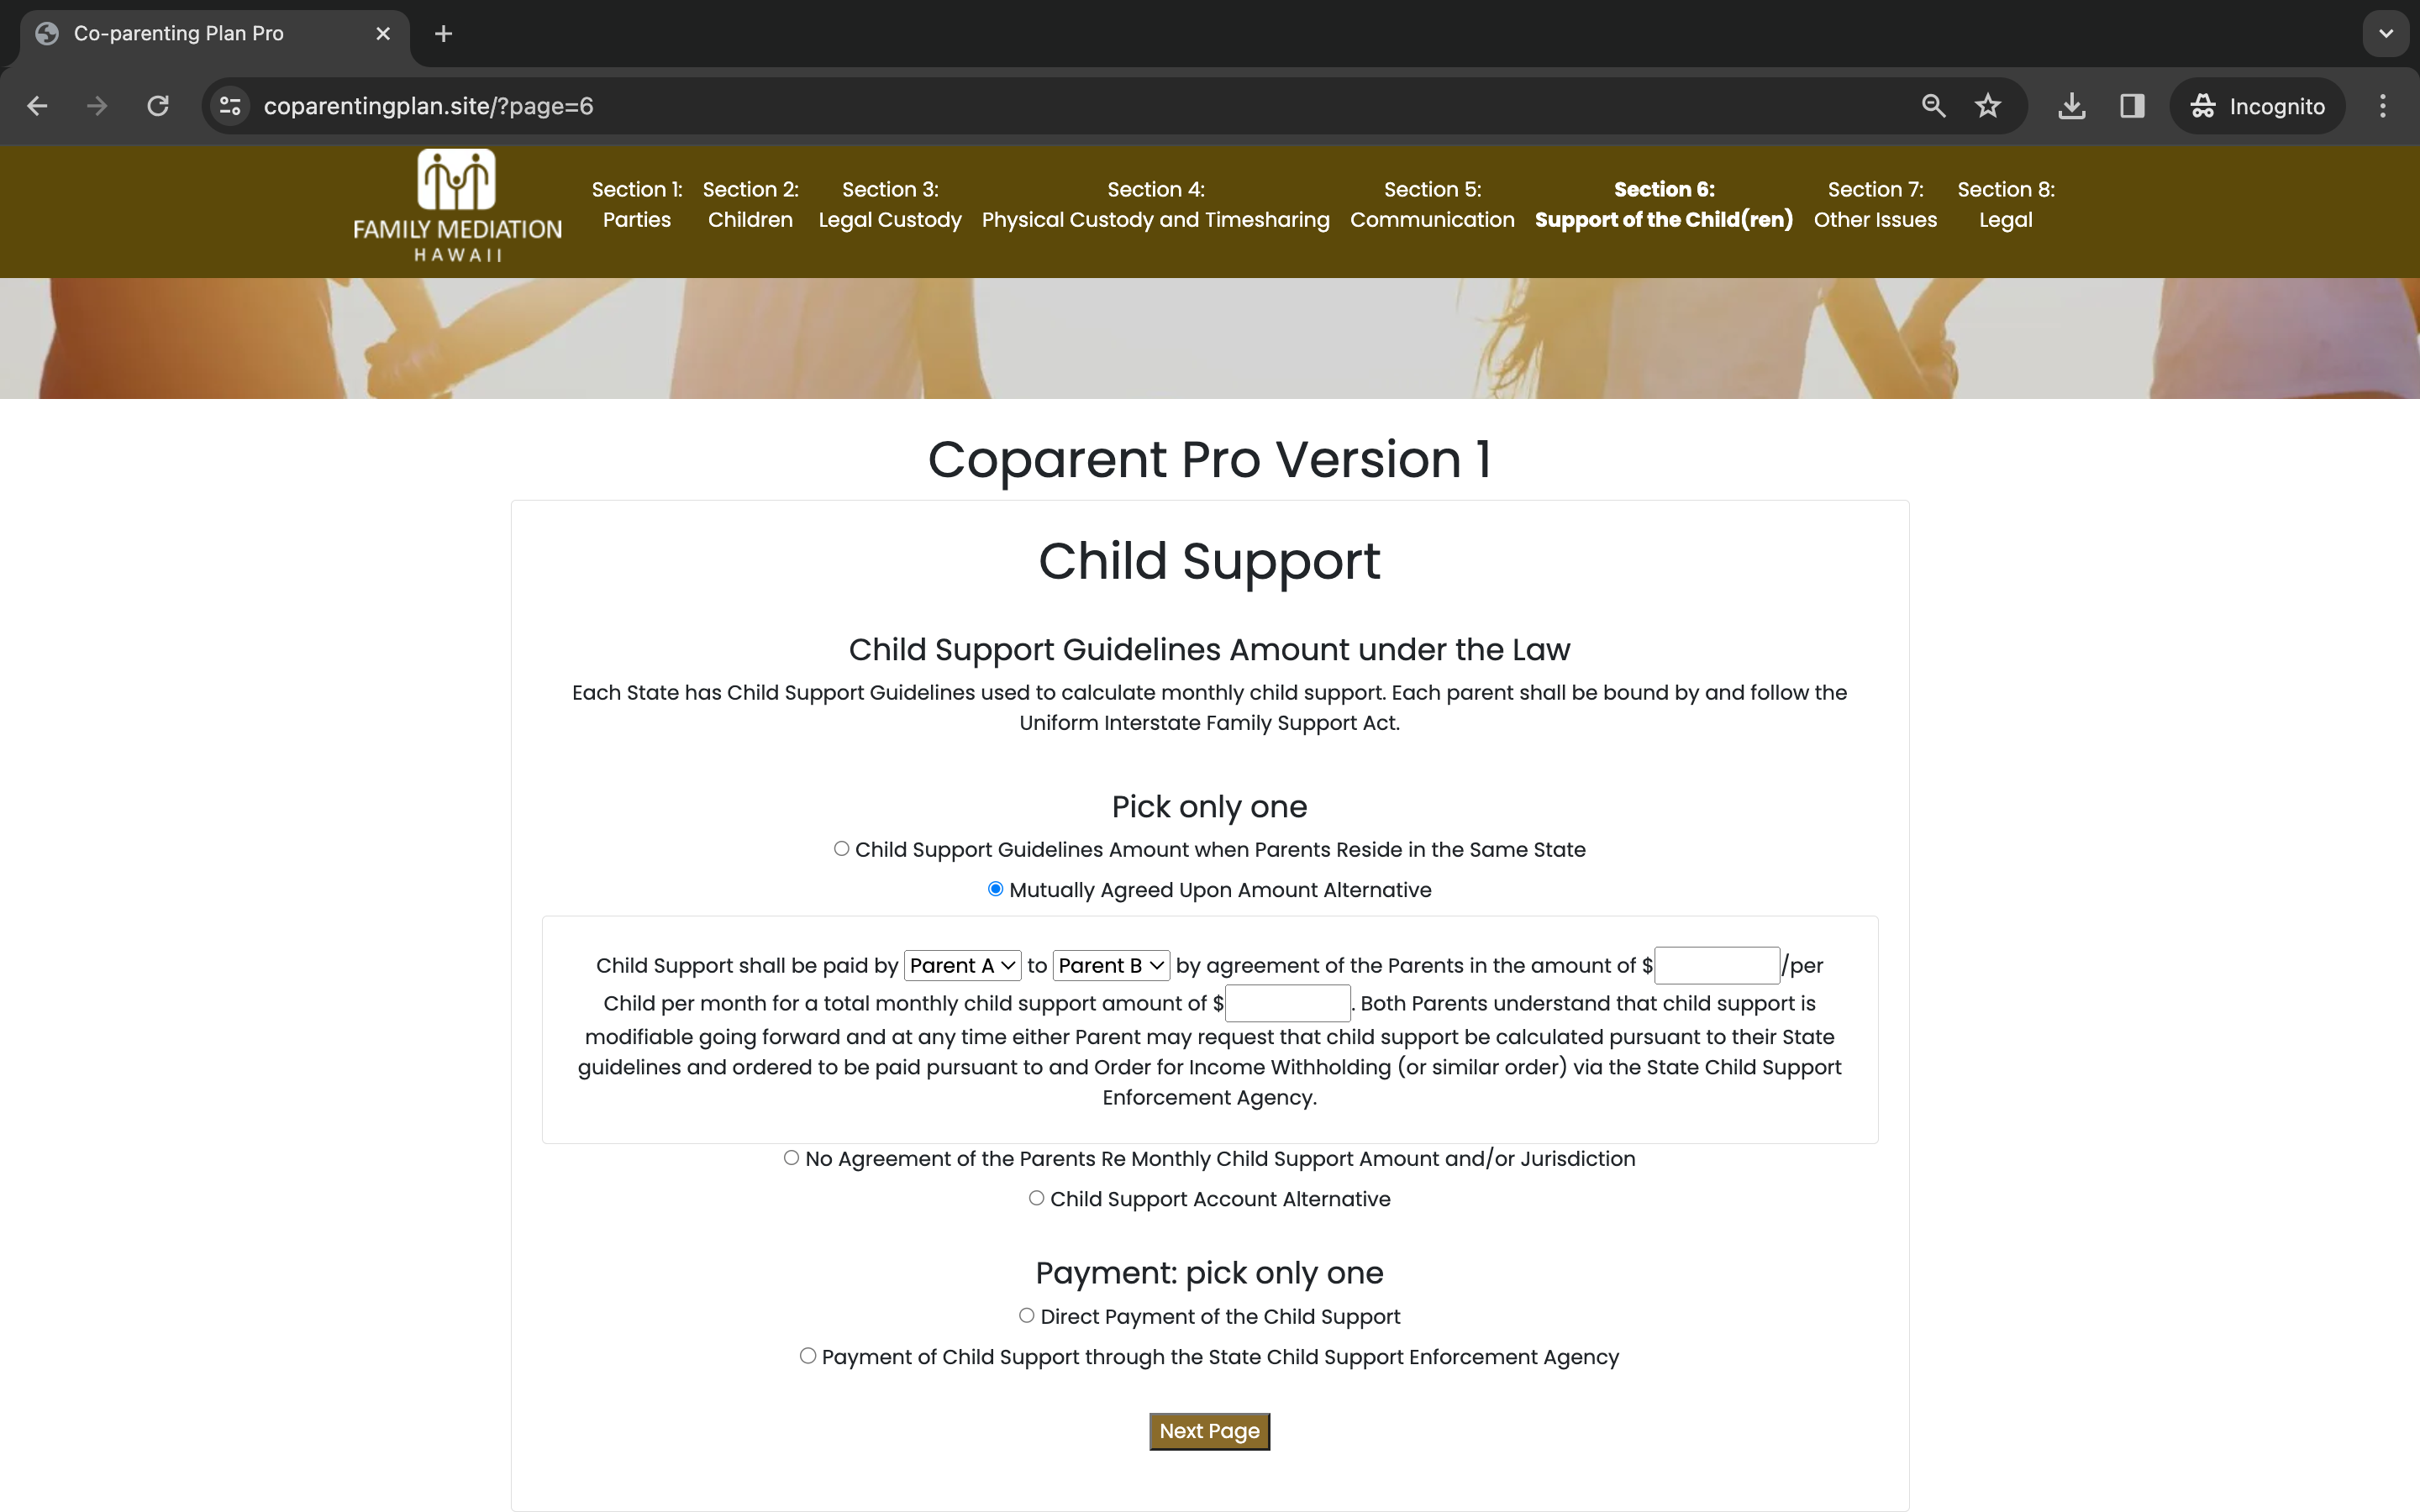 Co-parenting Plan Pro
coparentingplan.site/?page=6
Incognito
FAMILY MEDIATION
HAWAII
Section 1:
Parties
Section 2:
Children
Section 3:
Legal Custody
Section 4:
Physical Custody and Timesharing
Section 5:
Communication
Section 6:
Support of the Child(ren)
Section 7:
Other Issues
Section 8:
Legal
Coparent Pro Version 1
Child Support
Child Support Guidelines Amount under the Law
Each State has Child Support Guidelines used to calculate monthly child support. Each parent shall be bound by and follow the
Uniform Interstate Family Support Act.
Pick only one
Child Support Guidelines Amount when Parents Reside in the Same State
Mutually Agreed Upon Amount Alternative
Child Support shall be paid by Parent A to Parent B by agreement of the Parents in the amount of $ /per
Child per month for a total monthly child support amount of $ . Both Parents understand that child support is
modifiable going forward and at any time either Parent may request that child support be calculated pursuant to their State
guidelines and ordered to be paid pursuant to and Order for Income Withholding (or similar order) via the State Child Support
Enforcement Agency.
No Agreement of the Parents Re Monthly Child Support Amount and/or Jurisdiction
Child Support Account Alternative
Payment: pick only one
Direct Payment of the Child Support
Payment of Child Support through the State Child Support Enforcement Agency
Next Page